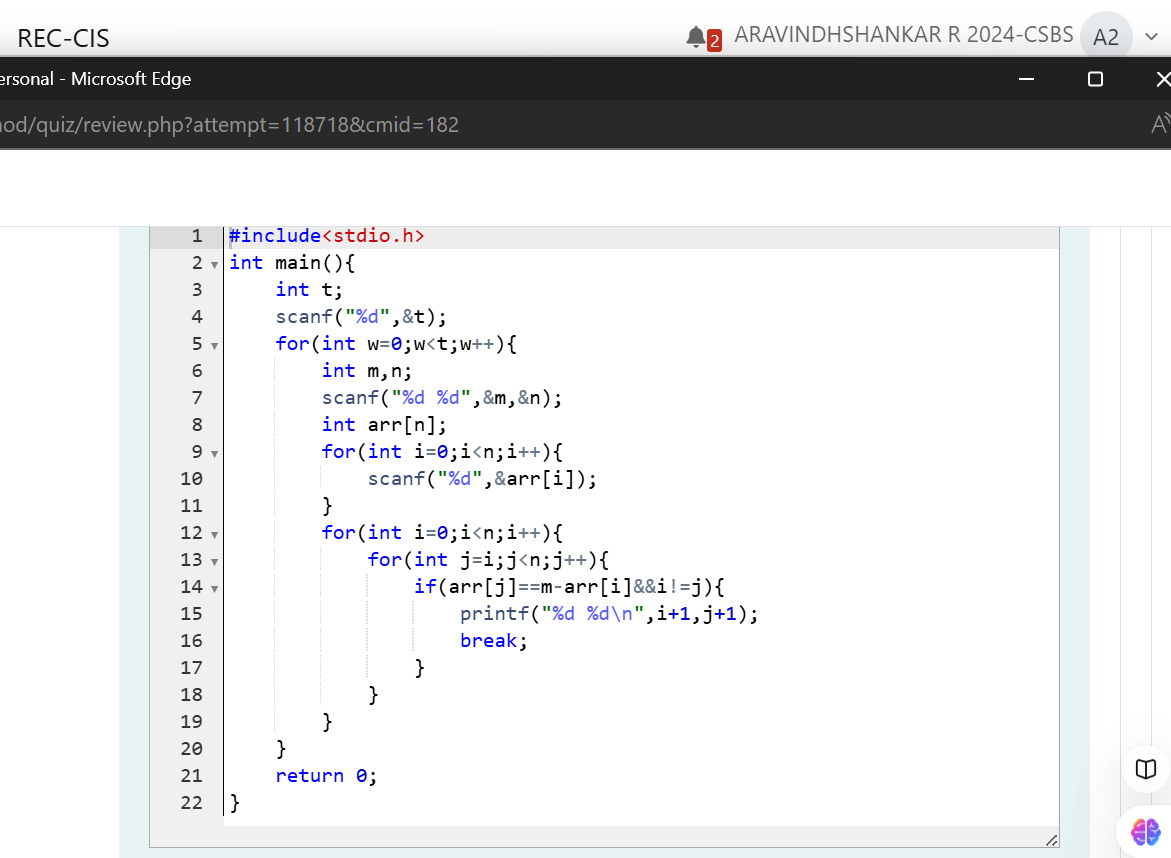 REC-CIS
2 ARAVINDHSHANKAR R 2024-CSBS A2
ersonal - Microsoft Edge
od/quiz/review.php?attempt=118718&cmid=182
1 #include<stdio.h>
2 int main(){
3     int t;
4     scanf("%d",&t);
5     for(int w=0;w<t;w++){
6         int m,n;
7         scanf("%d %d",&m,&n);
8         int arr[n];
9         for(int i=0;i<n;i++){
10             scanf("%d",&arr[i]);
11         }
12         for(int i=0;i<n;i++){
13             for(int j=i;j<n;j++){
14                 if(arr[j]==m-arr[i]&&i!=j){
15                     printf("%d %d\n",i+1,j+1);
16                     break;
17                 }
18             }
19         }
20     }
21     return 0;
22 }